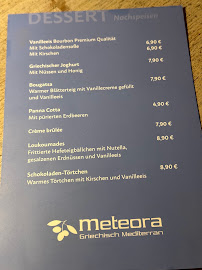 DESSERT
Nachspeisen
Vanilleeis Bourbon Premium Qualität 6,90 €
Mit Schokoladensoße 6,90 €
Mit Kirschen
Griechischer Joghurt 7,90 €
Mit Nüssen und Honig
Bougatsa 7,90 €
Warmer Blätterteig mit Vanillecreme gefüllt
und Vanilleeis
Panna Cotta 6,90 €
Mit pürierten Erdbeeren
Crème brûlée 7,90 €
Loukoumades 8,90 €
Frittierte Hefeteigbällchen mit Nutella,
gesalzenen Erdnüssen und Vanilleeis
Schokoladen-Törtchen 8,90 €
Warmes Törtchen mit Kirschen und Vanilleeis
Meteora
Griechisch Mediterran